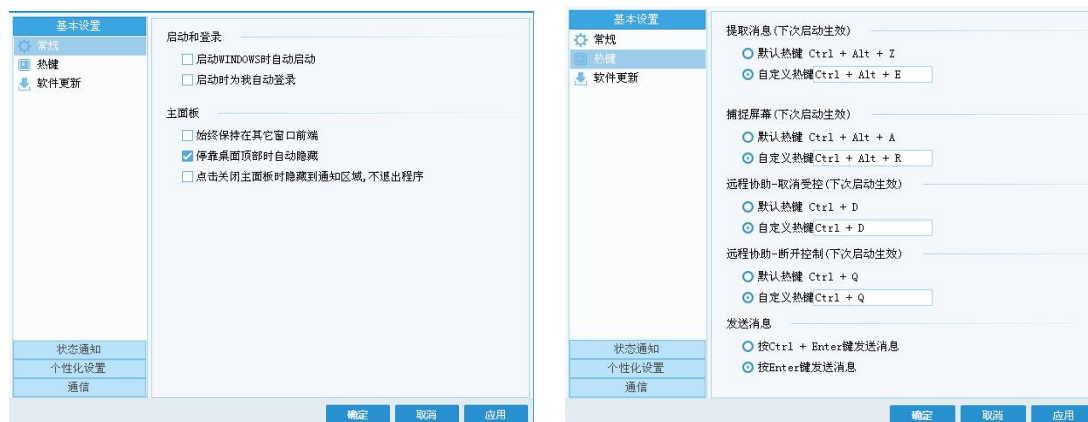 基本设置
常规
热键
软件更新
启动和登录
启动WINDOWS时自动启动
启动时为我自动登录
主面板
始终保持在其它窗口前端
停靠桌面顶部时自动隐藏
点击关闭主面板时隐藏到通知区域,不退出程序
状态通知
个性化设置
通信
确定 取消 应用
基本设置
常规
热键
软件更新
提取消息(下次启动生效)
默认热键 Ctrl + Alt + Z
自定义热键Ctrl + Alt + E
捕捉屏幕(下次启动生效)
默认热键 Ctrl + Alt + A
自定义热键Ctrl + Alt + R
远程协助-取消受控(下次启动生效)
默认热键 Ctrl + D
自定义热键Ctrl + D
远程协助-断开控制(下次启动生效)
默认热键 Ctrl + Q
自定义热键Ctrl + Q
发送消息
按Ctrl + Enter键发送消息
按Enter键发送消息
状态通知
个性化设置
通信
确定 取消 应用